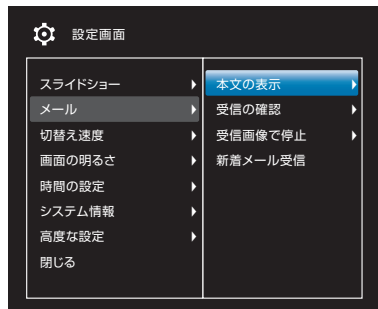 設定画面
スライドショー
メール
切替え速度
画面の明るさ
時間の設定
システム情報
高度な設定
閉じる
本文の表示
受信の確認
受信画像で停止
新着メール受信